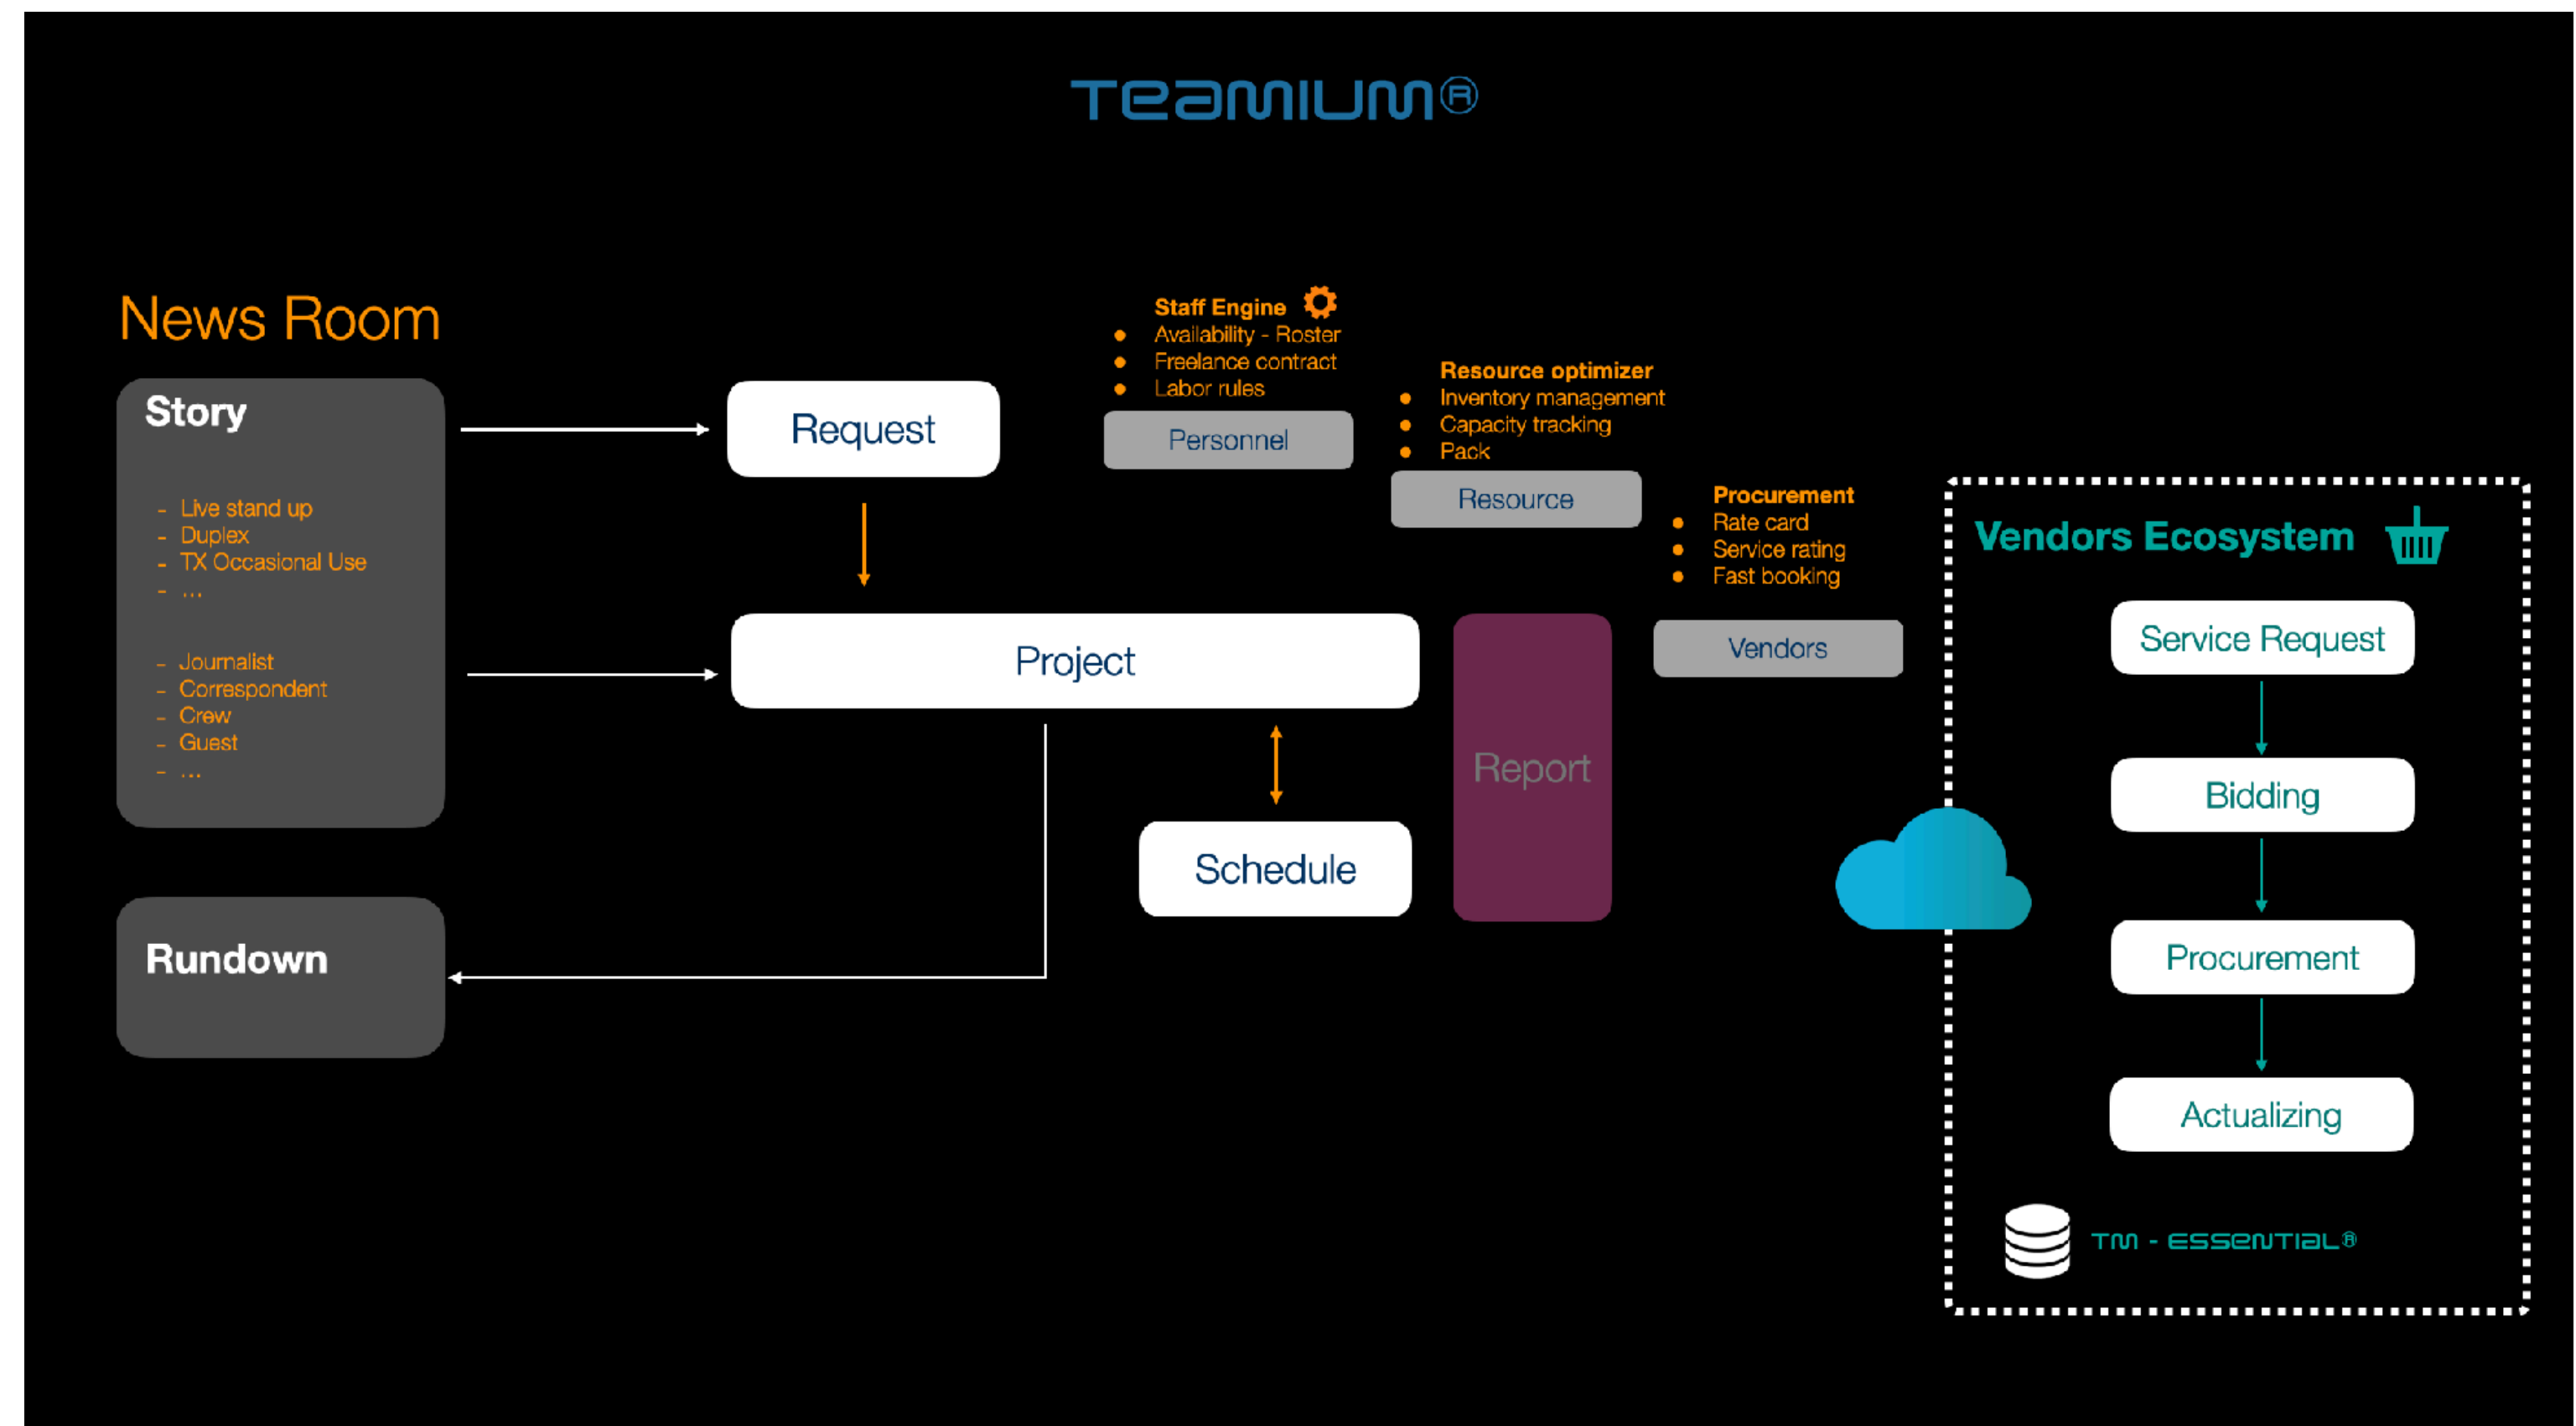 TEAMIUM®
News Room
Story
- Live stand up
- Duplex
- TX Occasional Use
- ...
- Journalist
- Correspondent
- Crew
- Guest
- ...
Rundown
Request
Project
Schedule
Report
Staff Engine
● Availability - Roster
● Freelance contract
● Labor rules
Personnel
Resource optimizer
● Inventory management
● Capacity tracking
● Pack
Resource
Procurement
● Rate card
● Service rating
● Fast booking
Vendors
Vendors Ecosystem
Service Request
Bidding
Procurement
Actualizing
TM - ESSENTIAL®